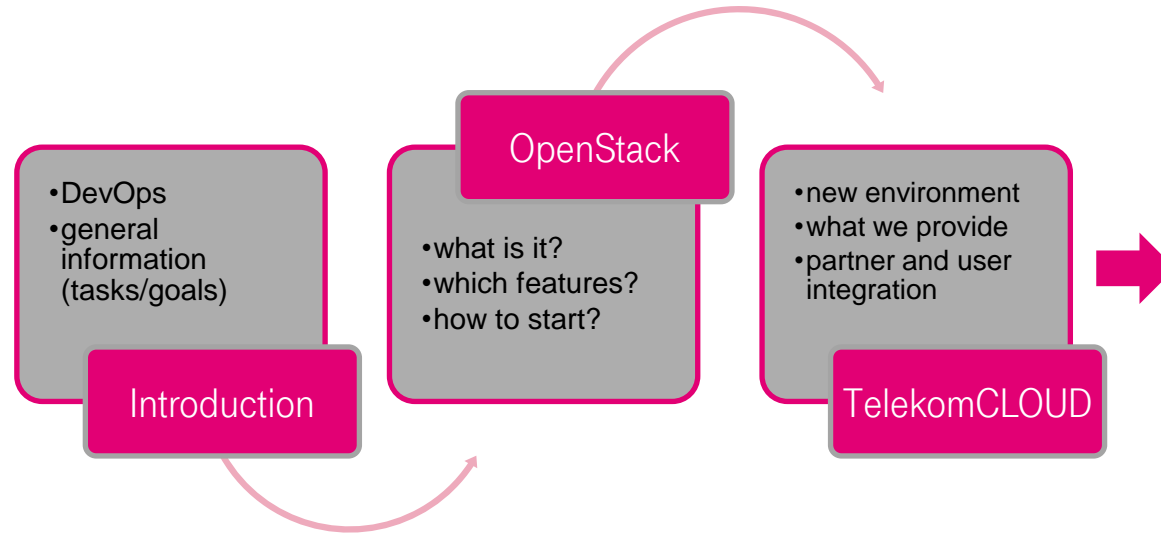 •DevOps
•general
information
(tasks/goals)
Introduction
OpenStack
•what is it?
•which features?
•how to start?
•new environment
•what we provide
•partner and user
integration
TelekomCLOUD